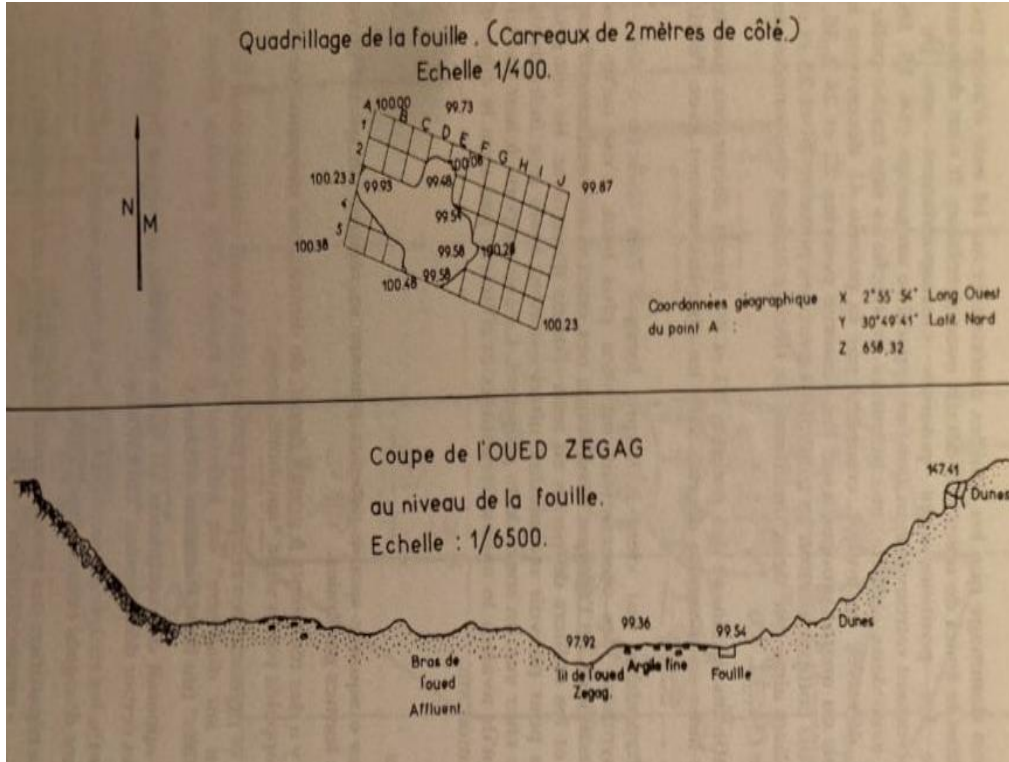 Quadrillage de la fouille. (Carreaux de 2 mètres de côté.)
Echelle 1/400.
A 100.00
B
C
D
E
F
G
H
I
J
99.73
1
2
3
4
5
100.08
99.87
100.23
99.93
99.48
99.54
99.58
100.28
99.58
100.38
100.48
100.23
N M
Coordonnées géographique X 2°55' 54" Long Ouest
du point A : Y 30°49'41" Latit. Nord
Z 658,32
Coupe de l'OUED ZEGAG
au niveau de la fouille.
Echelle : 1/6500.
147.41
Dunes
Dunes
97.92
99.36
99.54
Bras de
l'oued
Affluent.
lit de l'oued
Zegag.
Argile fine
Fouille